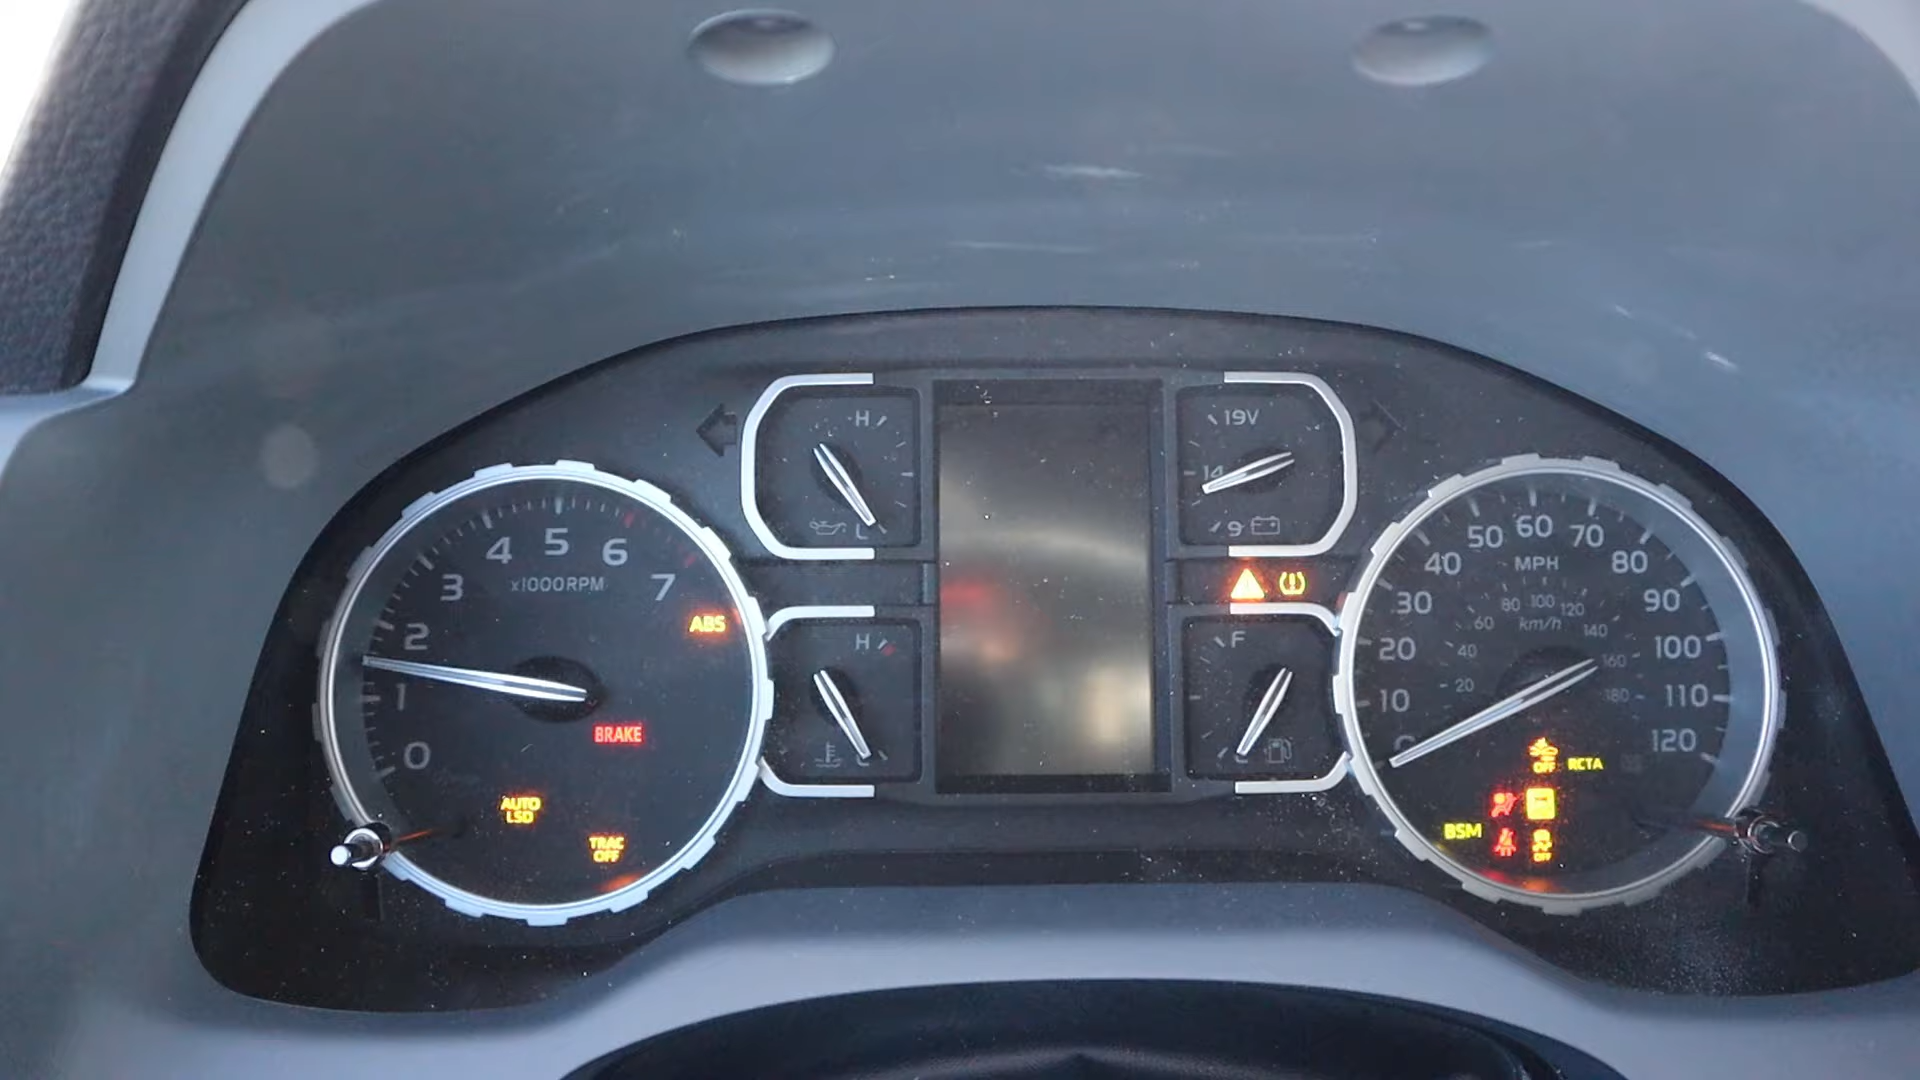 H
L
19V
14
9
0
1
2
3
4
5
6
7
x1000RPM
ABS
BRAKE
AUTO
LSD
TRAC
OFF
H
F
10
20
30
40
50
60
70
80
90
100
110
120
MPH
20
40
60
80
100
120
140
160
180
km/h
OFF
RCTA
BSM
OFF